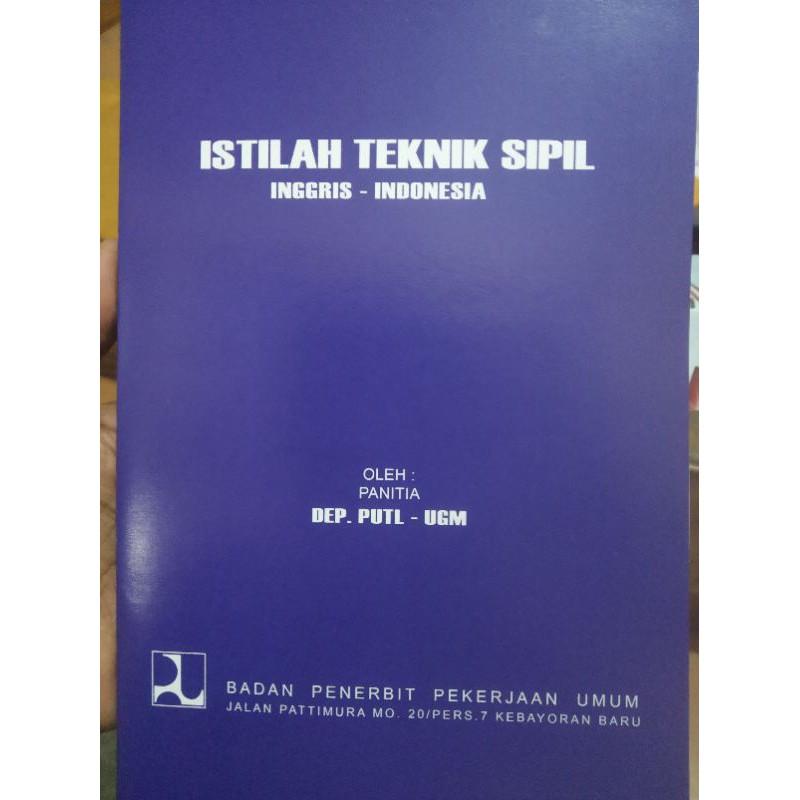 ISTILAH TEKNIK SIPIL
INGGRIS - INDONESIA
OLEH :
PANITIA
DEP. PUTL - UGM
BADAN PENERBIT PEKERJAAN UMUM
JALAN PATTIMURA MO. 20/PERS.7 KEBAYORAN BARU